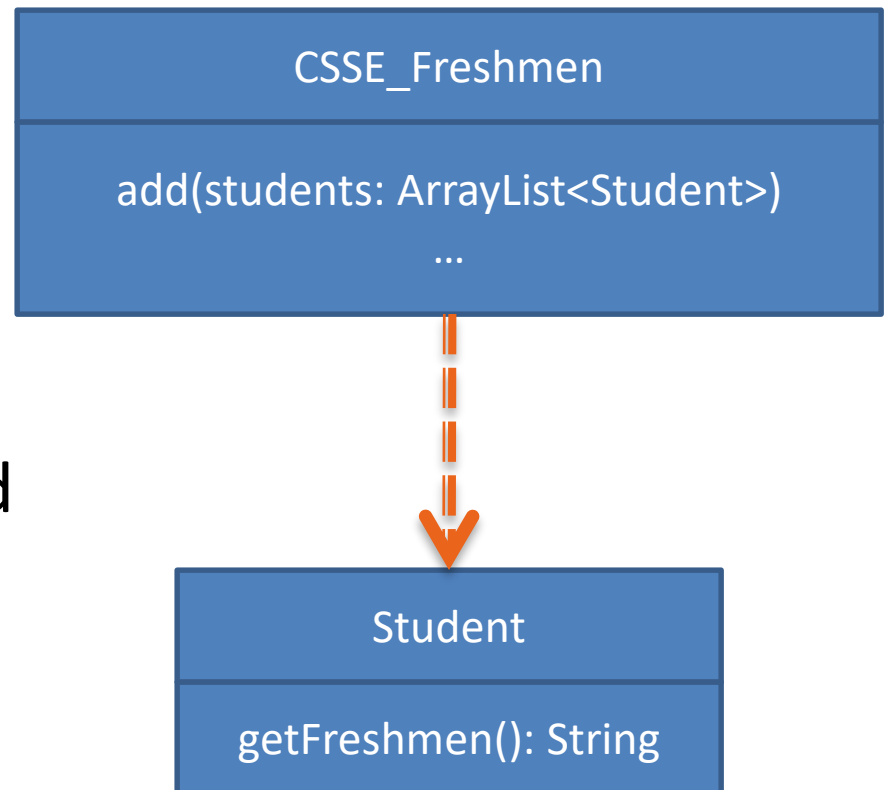 CSSE_Freshmen
add(students: ArrayList<Student>)
…
d
Student
getFreshmen(): String